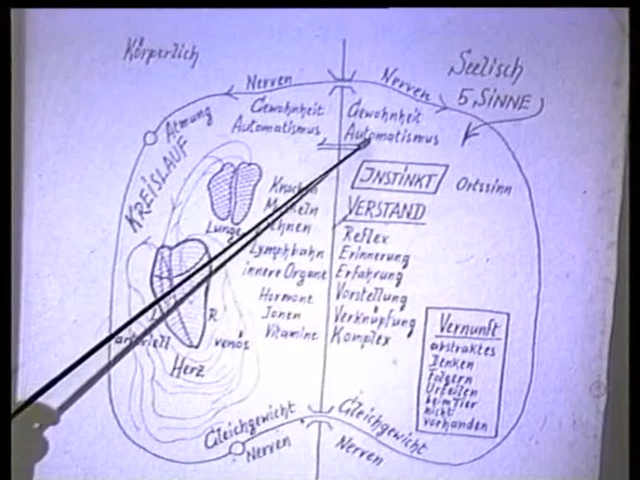 Körperlich
Seelisch
5 SINNE
Nerven
Nerven
Atmung
KREISLAUF
Gewohnheit
Automatismus
Gewohnheit
Automatismus
INSTINKT
Ortssinn
VERSTAND
Lunge
Knochen
Muskeln
Sehnen
Lymphbahn
innere Organe
Hormone
Jonen
Vitamine
Reflex
Erinnerung
Erfahrung
Vorstellung
Verknüpfung
Komplex
Vernunft
abstraktes
Denken
Folgern
Urteilen
beim Tier
nicht
vorhanden
L
R
arteriell
venös
Herz
Gleichgewicht
Nerven
Gleichgewicht
Nerven